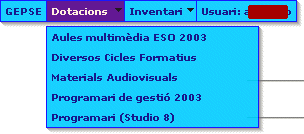 GEPSE Dotacions Inventari Usuari:
Aules multimèdia ESO 2003
Diversos Cicles Formatius
Materials Audiovisuals
Programari de gestió 2003
Programari (Studio 8)